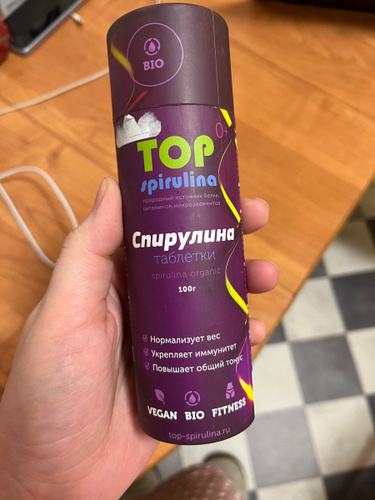 BIO
0+
TOP
spirulina
природный источник белка,
витаминов, микроэлементов
Спирулина
таблетки
spirulina organic
100г
Нормализует вес
Укрепляет иммунитет
Повышает общий тонус
VEGAN BIO FITNESS
top-spirulina.ru